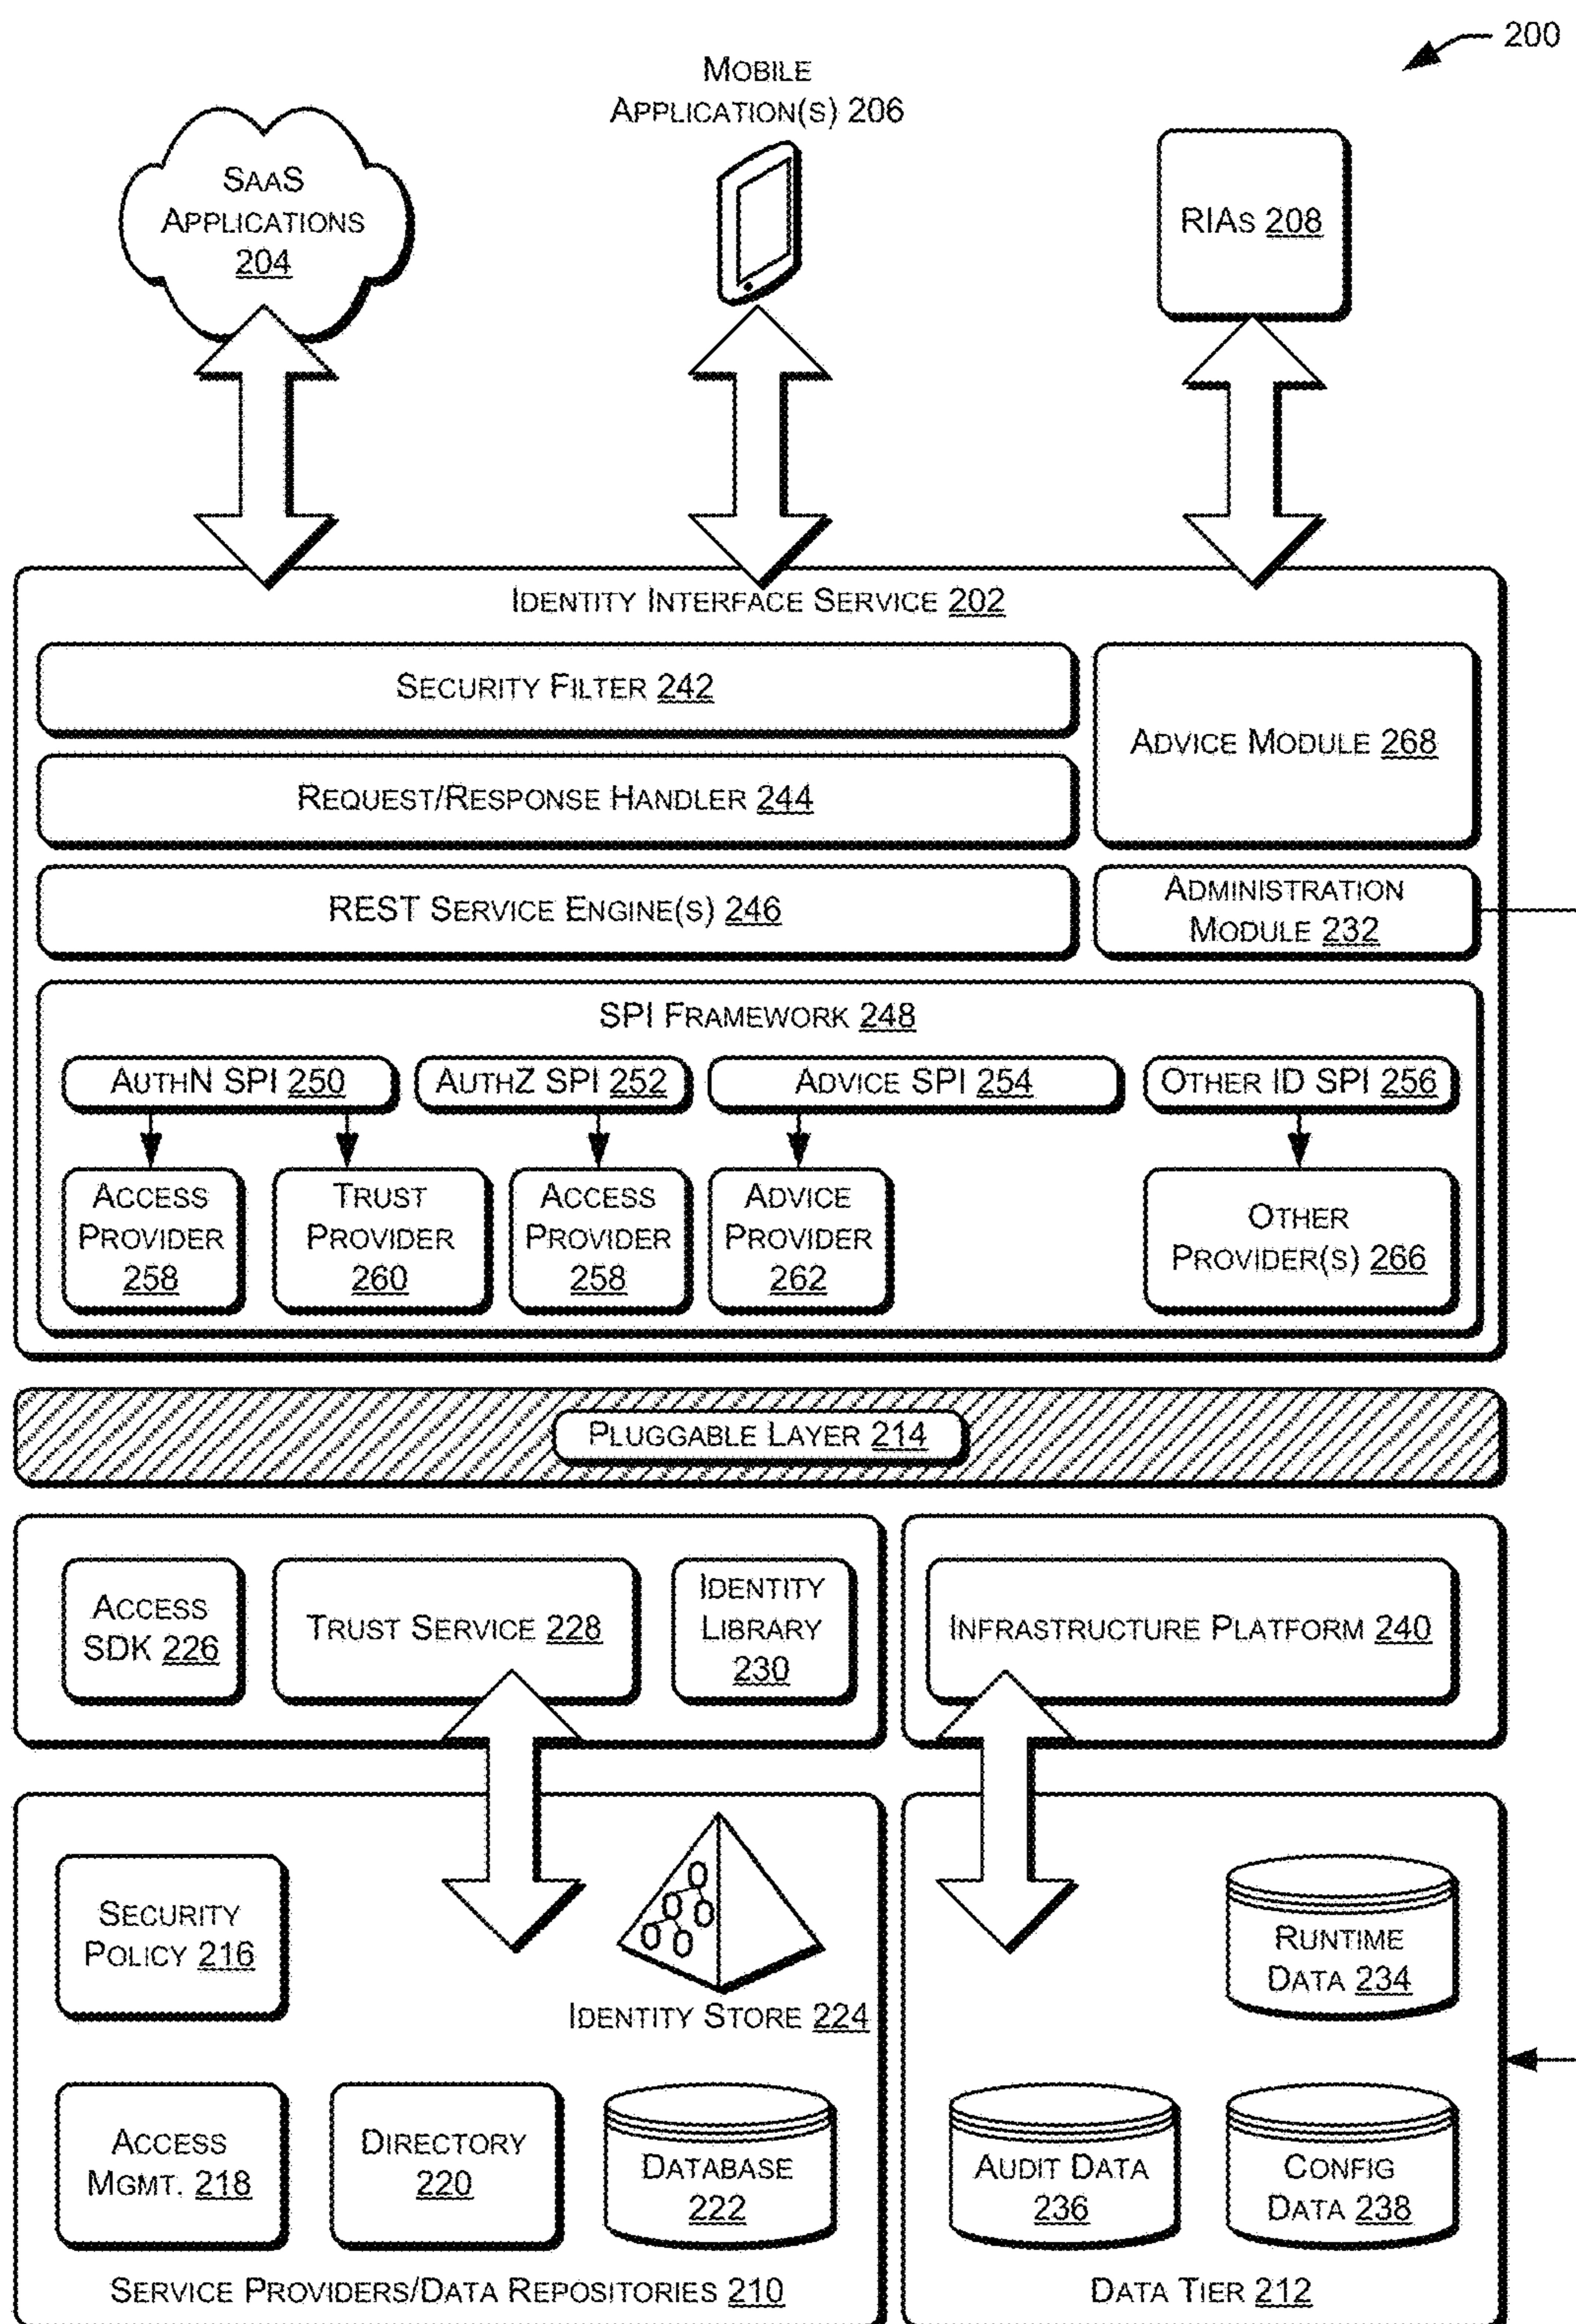 200
MOBILE
APPLICATION(S) 206
SAAS
APPLICATIONS
204
RIAS 208
IDENTITY INTERFACE SERVICE 202
SECURITY FILTER 242
ADVICE MODULE 268
REQUEST/RESPONSE HANDLER 244
REST SERVICE ENGINE(S) 246
ADMINISTRATION
MODULE 232
SPI FRAMEWORK 248
AUTHN SPI 250
AUTHZ SPI 252
ADVICE SPI 254
OTHER ID SPI 256
ACCESS
PROVIDER
258
TRUST
PROVIDER
260
ACCESS
PROVIDER
258
ADVICE
PROVIDER
262
OTHER
PROVIDER(S) 266
PLUGGABLE LAYER 214
ACCESS
SDK 226
TRUST SERVICE 228
IDENTITY
LIBRARY
230
INFRASTRUCTURE PLATFORM 240
SECURITY
POLICY 216
IDENTITY STORE 224
RUNTIME
DATA 234
ACCESS
MGMT. 218
DIRECTORY
220
DATABASE
222
AUDIT DATA
236
CONFIG
DATA 238
SERVICE PROVIDERS/DATA REPOSITORIES 210
DATA TIER 212